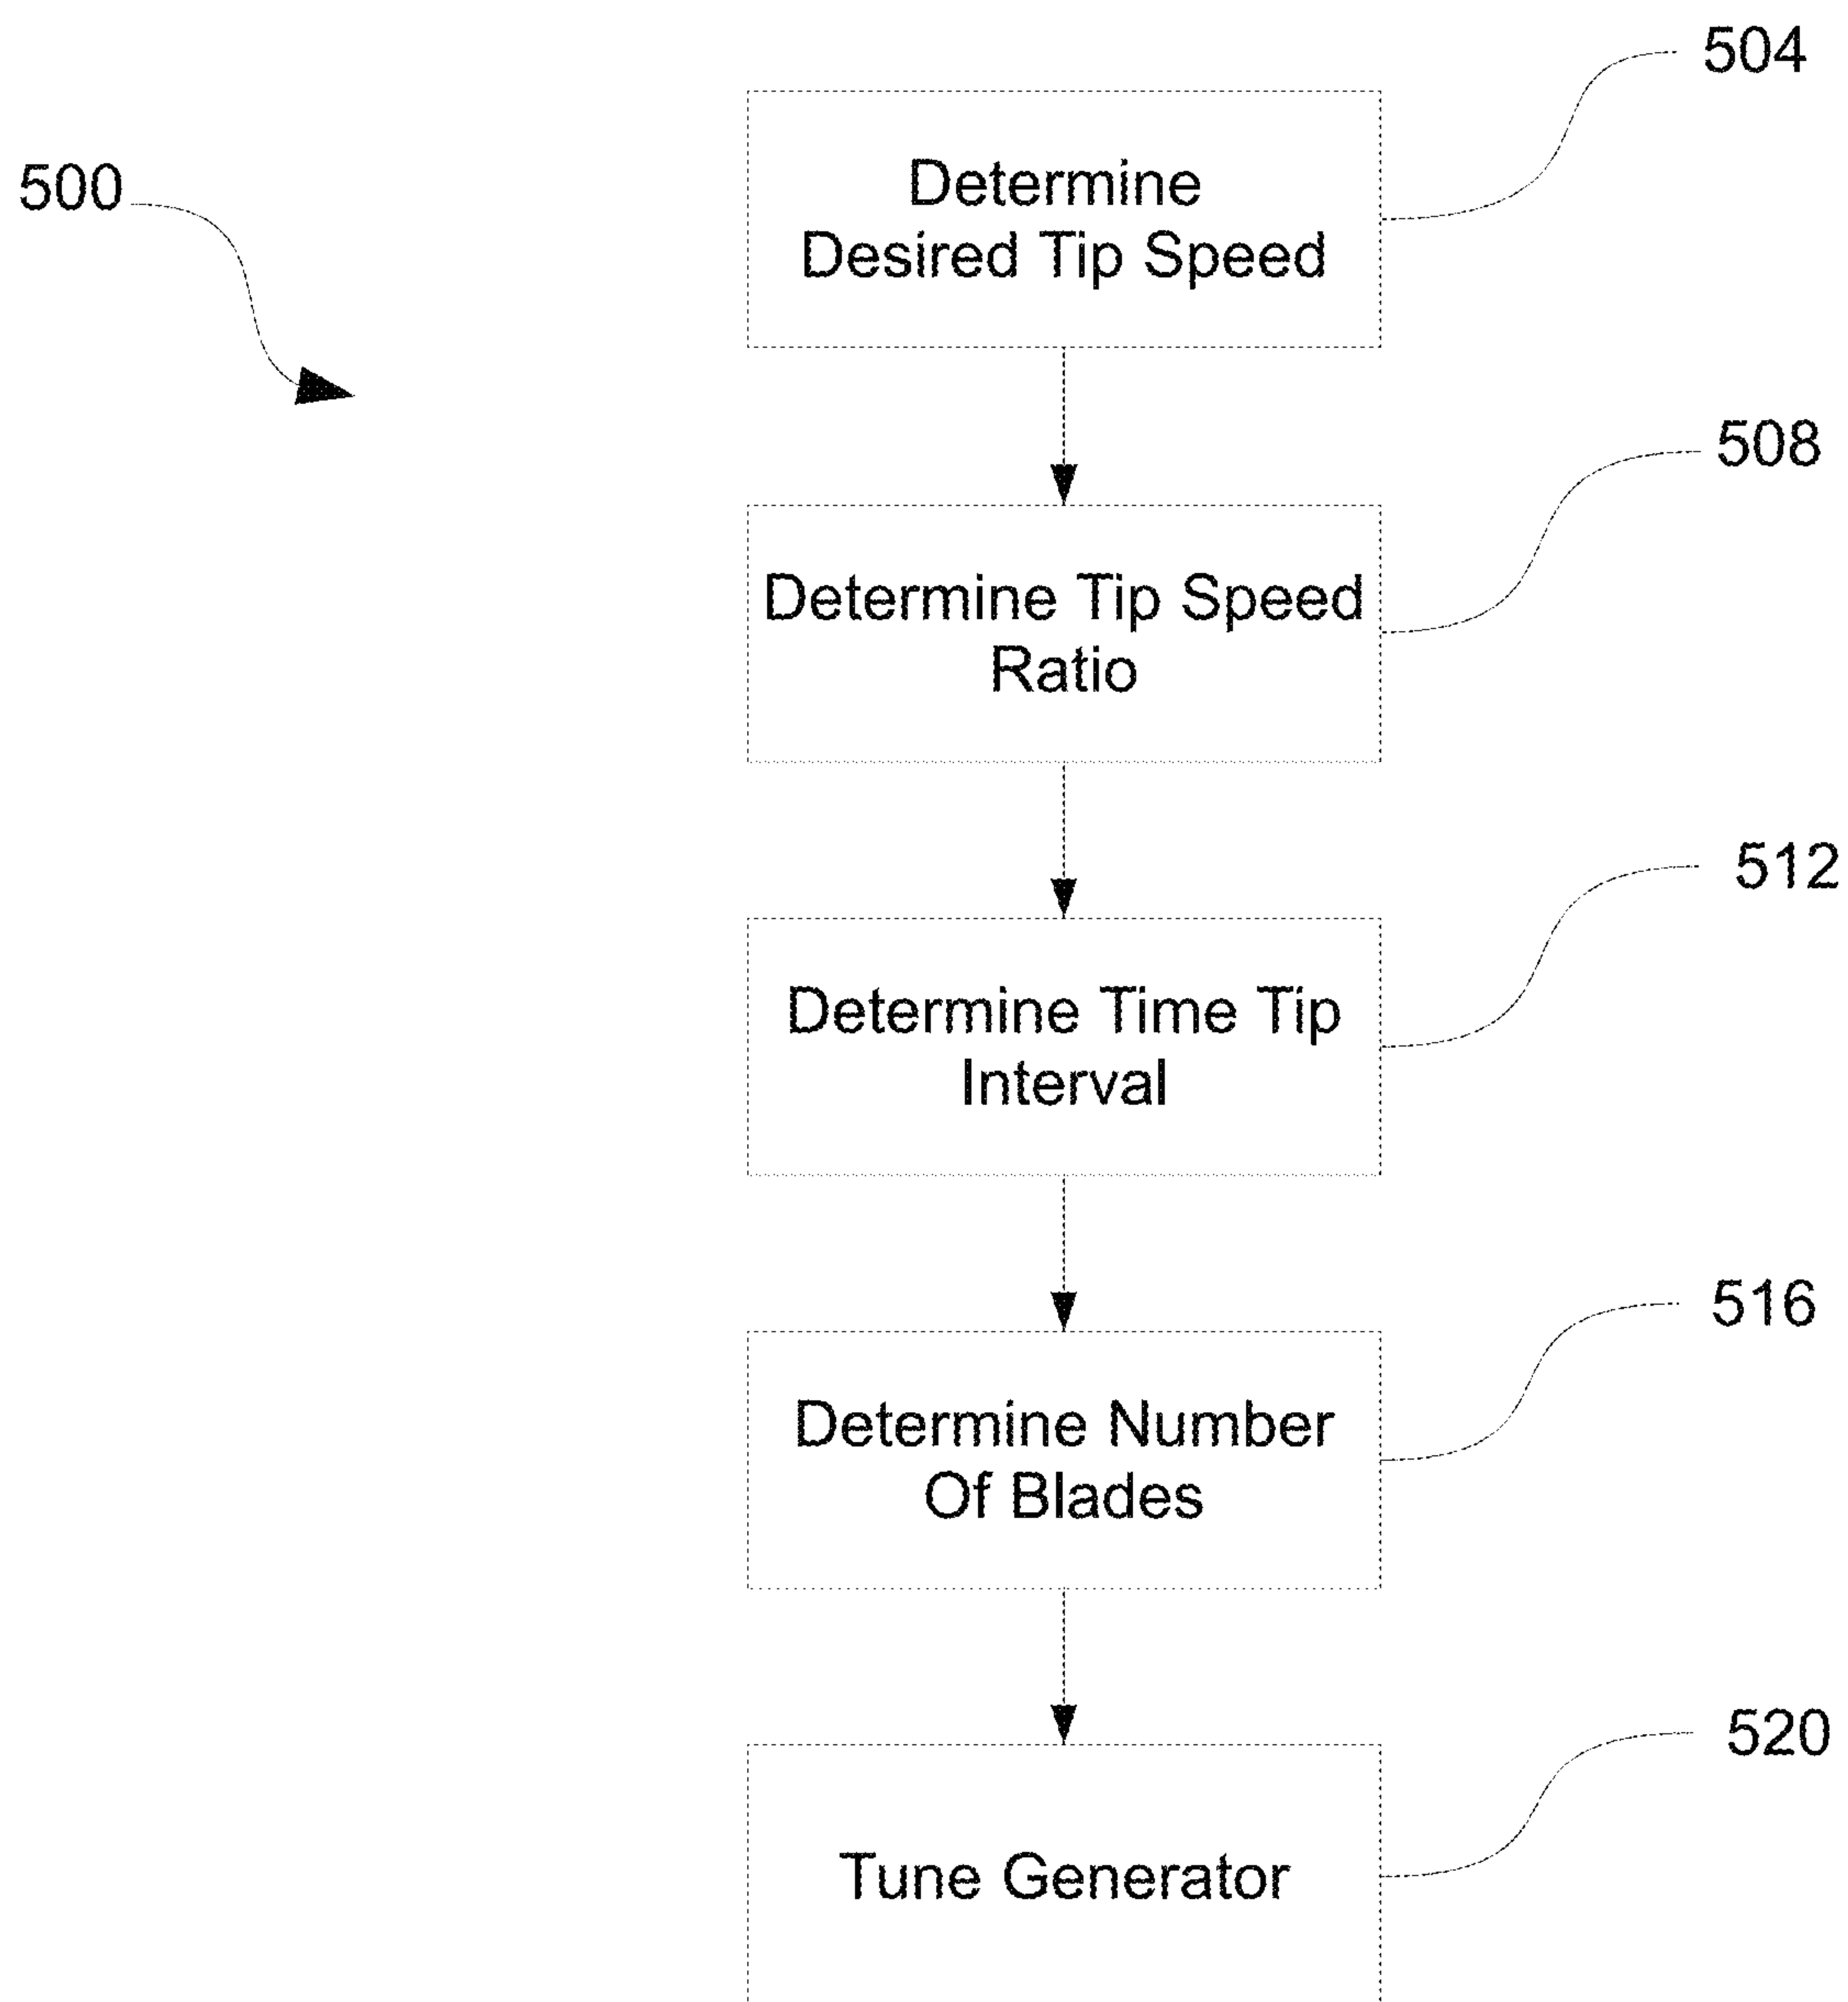 504
500
Determine
Desired Tip Speed
508
Determine Tip Speed
Ratio
512
Determine Time Tip
Interval
516
Determine Number
Of Blades
520
Tune Generator